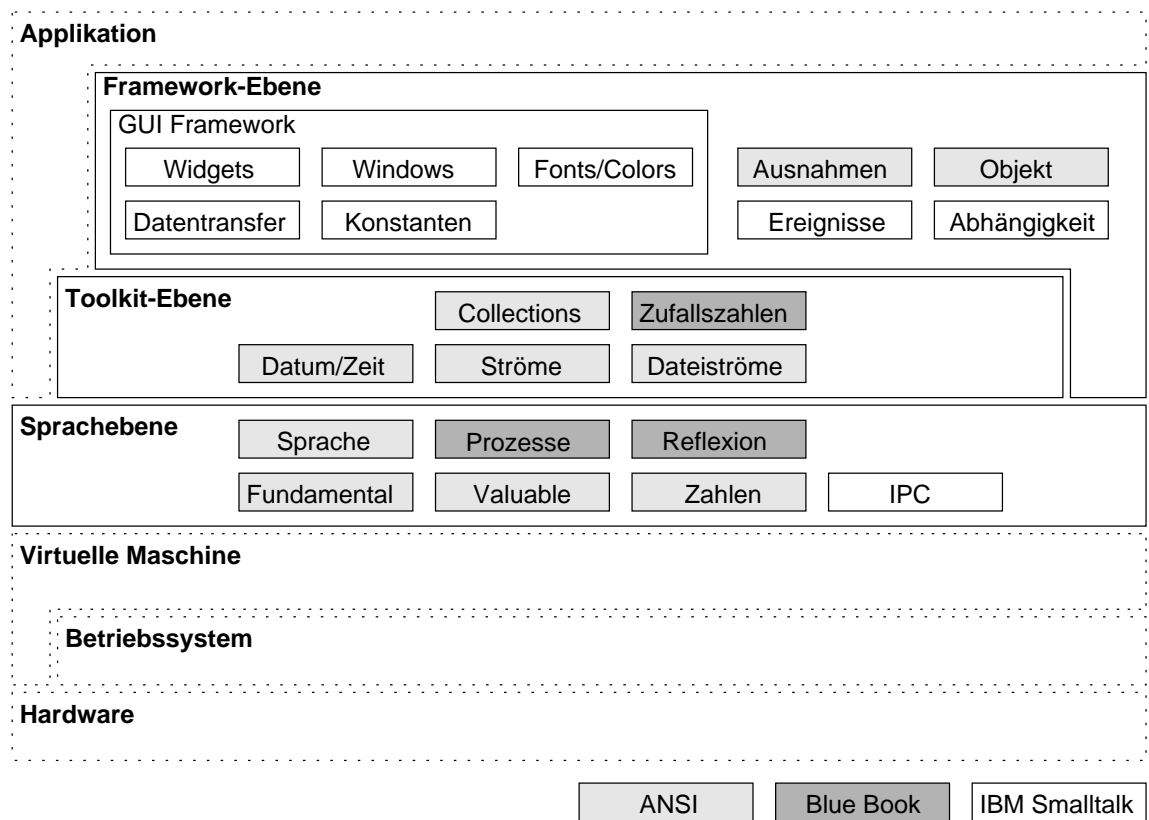 Applikation
Framework-Ebene
GUI Framework
Widgets
Windows
Fonts/Colors
Ausnahmen
Objekt
Datentransfer
Konstanten
Ereignisse
Abhängigkeit
Toolkit-Ebene
Collections
Zufallszahlen
Datum/Zeit
Ströme
Dateiströme
Sprachebene
Sprache
Prozesse
Reflexion
Fundamental
Valuable
Zahlen
IPC
Virtuelle Maschine
Betriebssystem
Hardware
ANSI
Blue Book
IBM Smalltalk